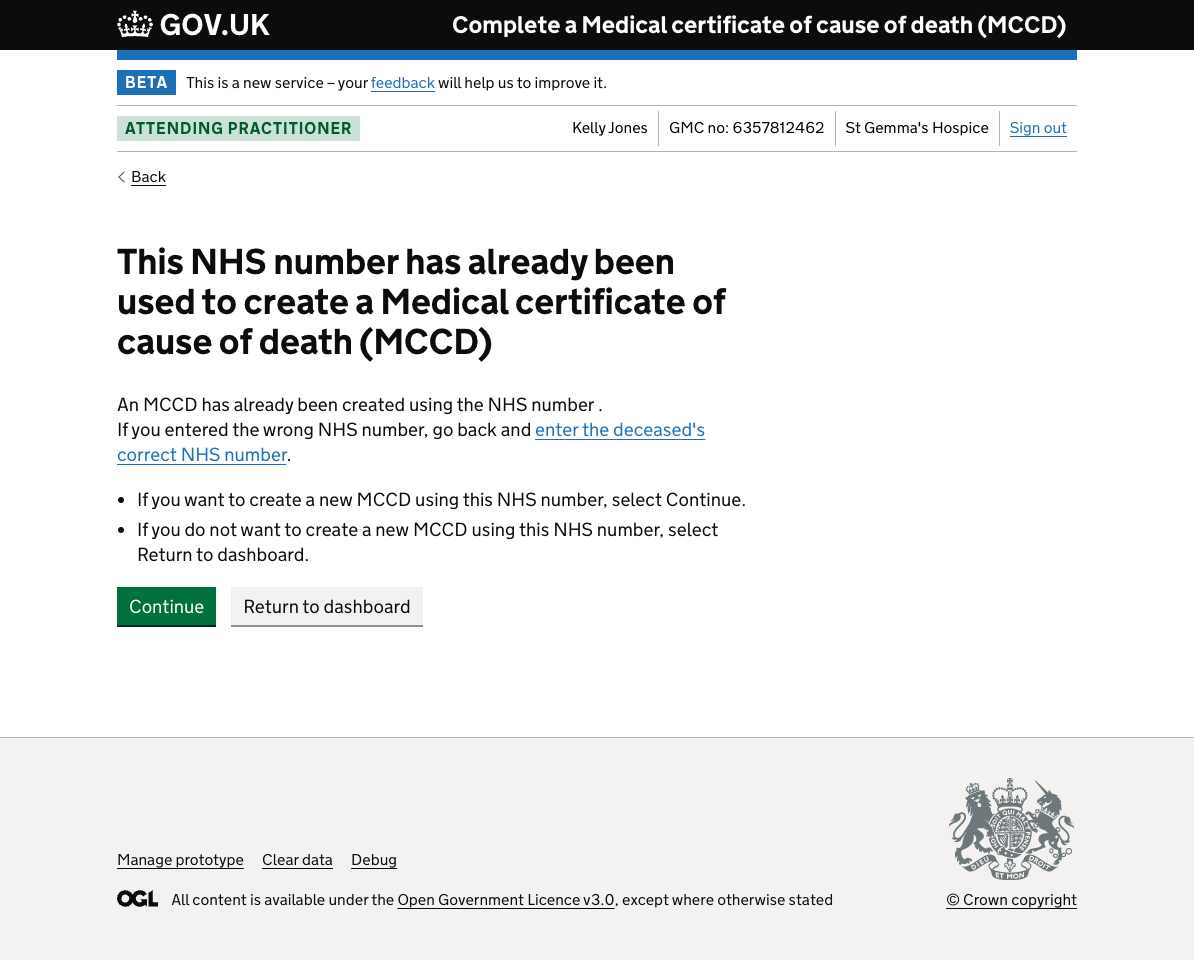 GOV.UK
Complete a Medical certificate of cause of death (MCCD)
BETA
This is a new service – your feedback will help us to improve it.
ATTENDING PRACTITIONER
Kelly Jones
GMC no: 6357812462
St Gemma's Hospice
Sign out
Back
This NHS number has already been
used to create a Medical certificate of
cause of death (MCCD)
An MCCD has already been created using the NHS number .
If you entered the wrong NHS number, go back and enter the deceased's
correct NHS number.
• If you want to create a new MCCD using this NHS number, select Continue.
• If you do not want to create a new MCCD using this NHS number, select
Return to dashboard.
Continue
Return to dashboard
Manage prototype
Clear data
Debug
DIEU ET MON DROIT
OGL
All content is available under the Open Government Licence v3.0, except where otherwise stated
© Crown copyright